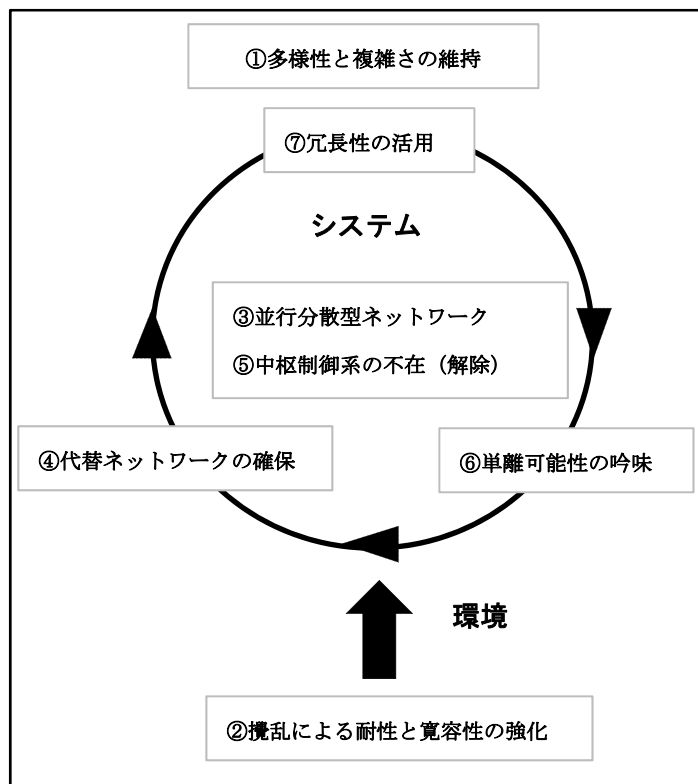 ①多様性と複雑さの維持
⑦冗長性の活用
システム
③並行分散型ネットワーク
⑤中枢制御系の不在（解除）
④代替ネットワークの確保
⑥単離可能性の吟味
環境
②攪乱による耐性と寛容性の強化